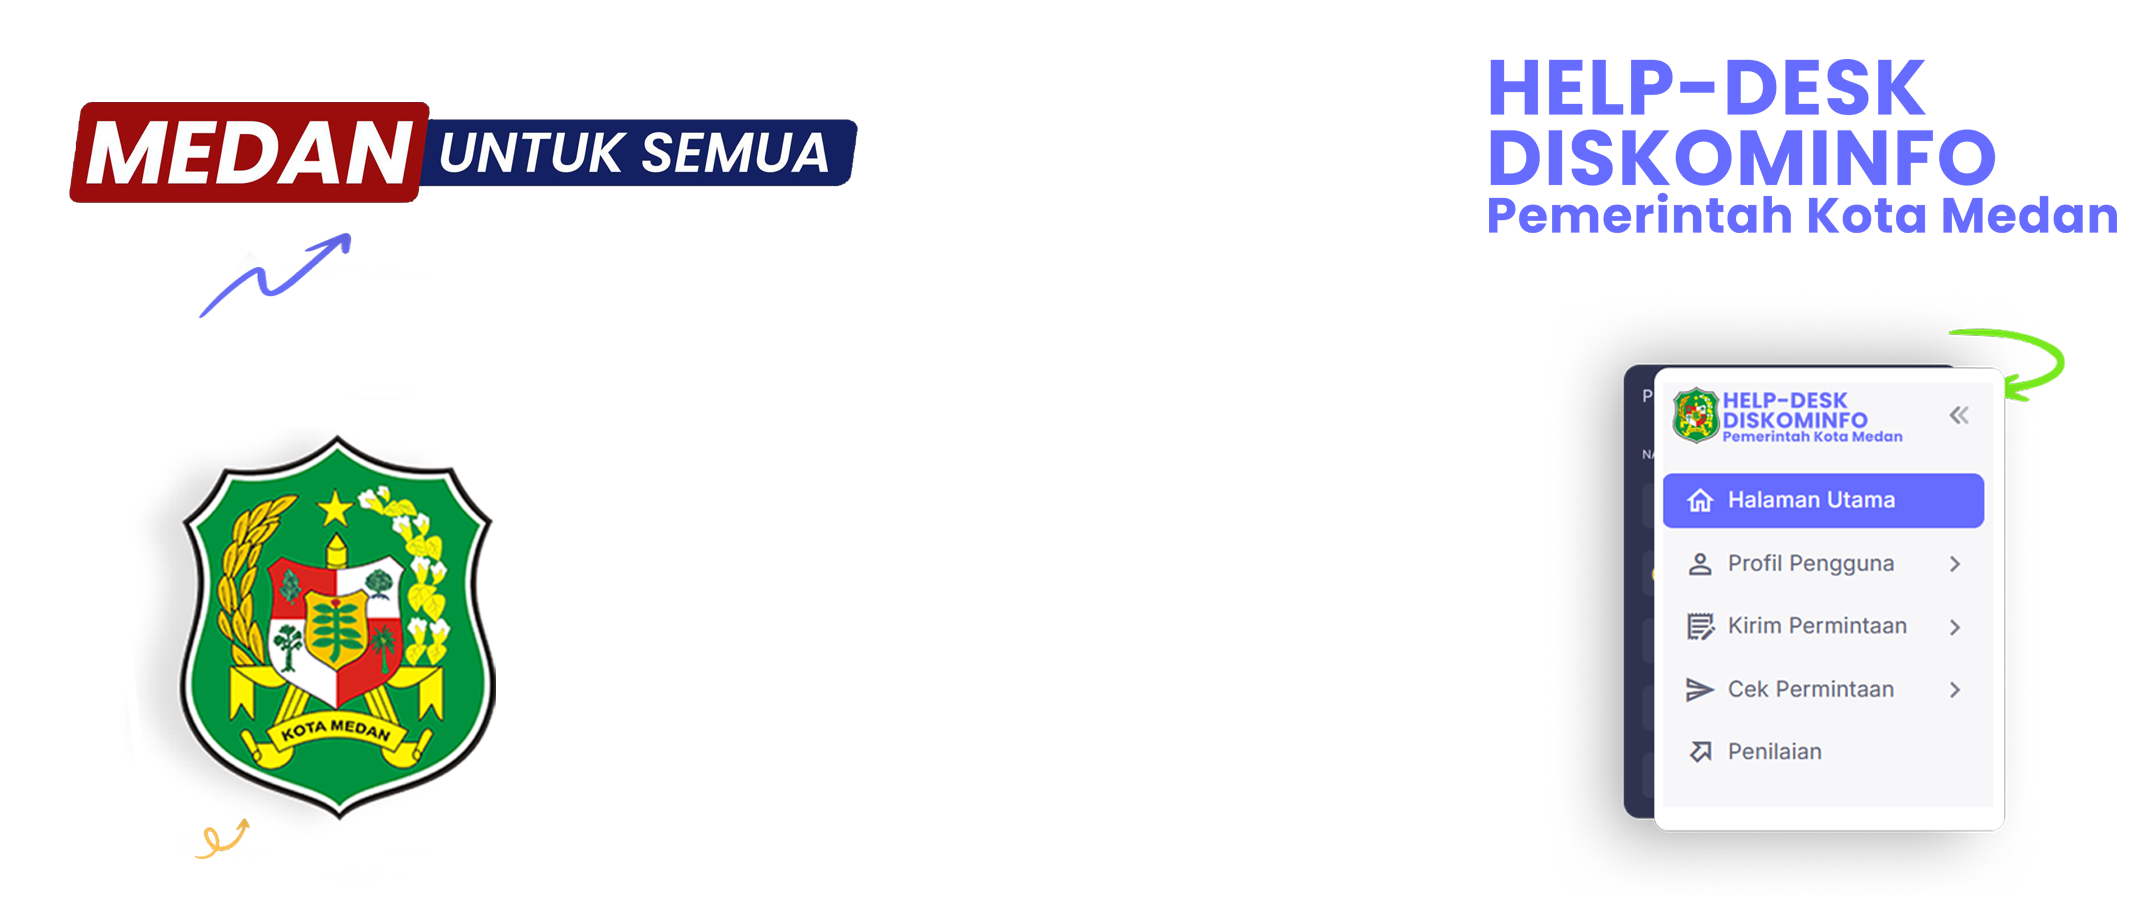 MEDAN UNTUK SEMUA
HELP-DESK
DISKOMINFO
Pemerintah Kota Medan
KOTA MEDAN
P
NA
HELP-DESK
DISKOMINFO
Pemerintah Kota Medan
Halaman Utama
Profil Pengguna
Kirim Permintaan
Cek Permintaan
Penilaian